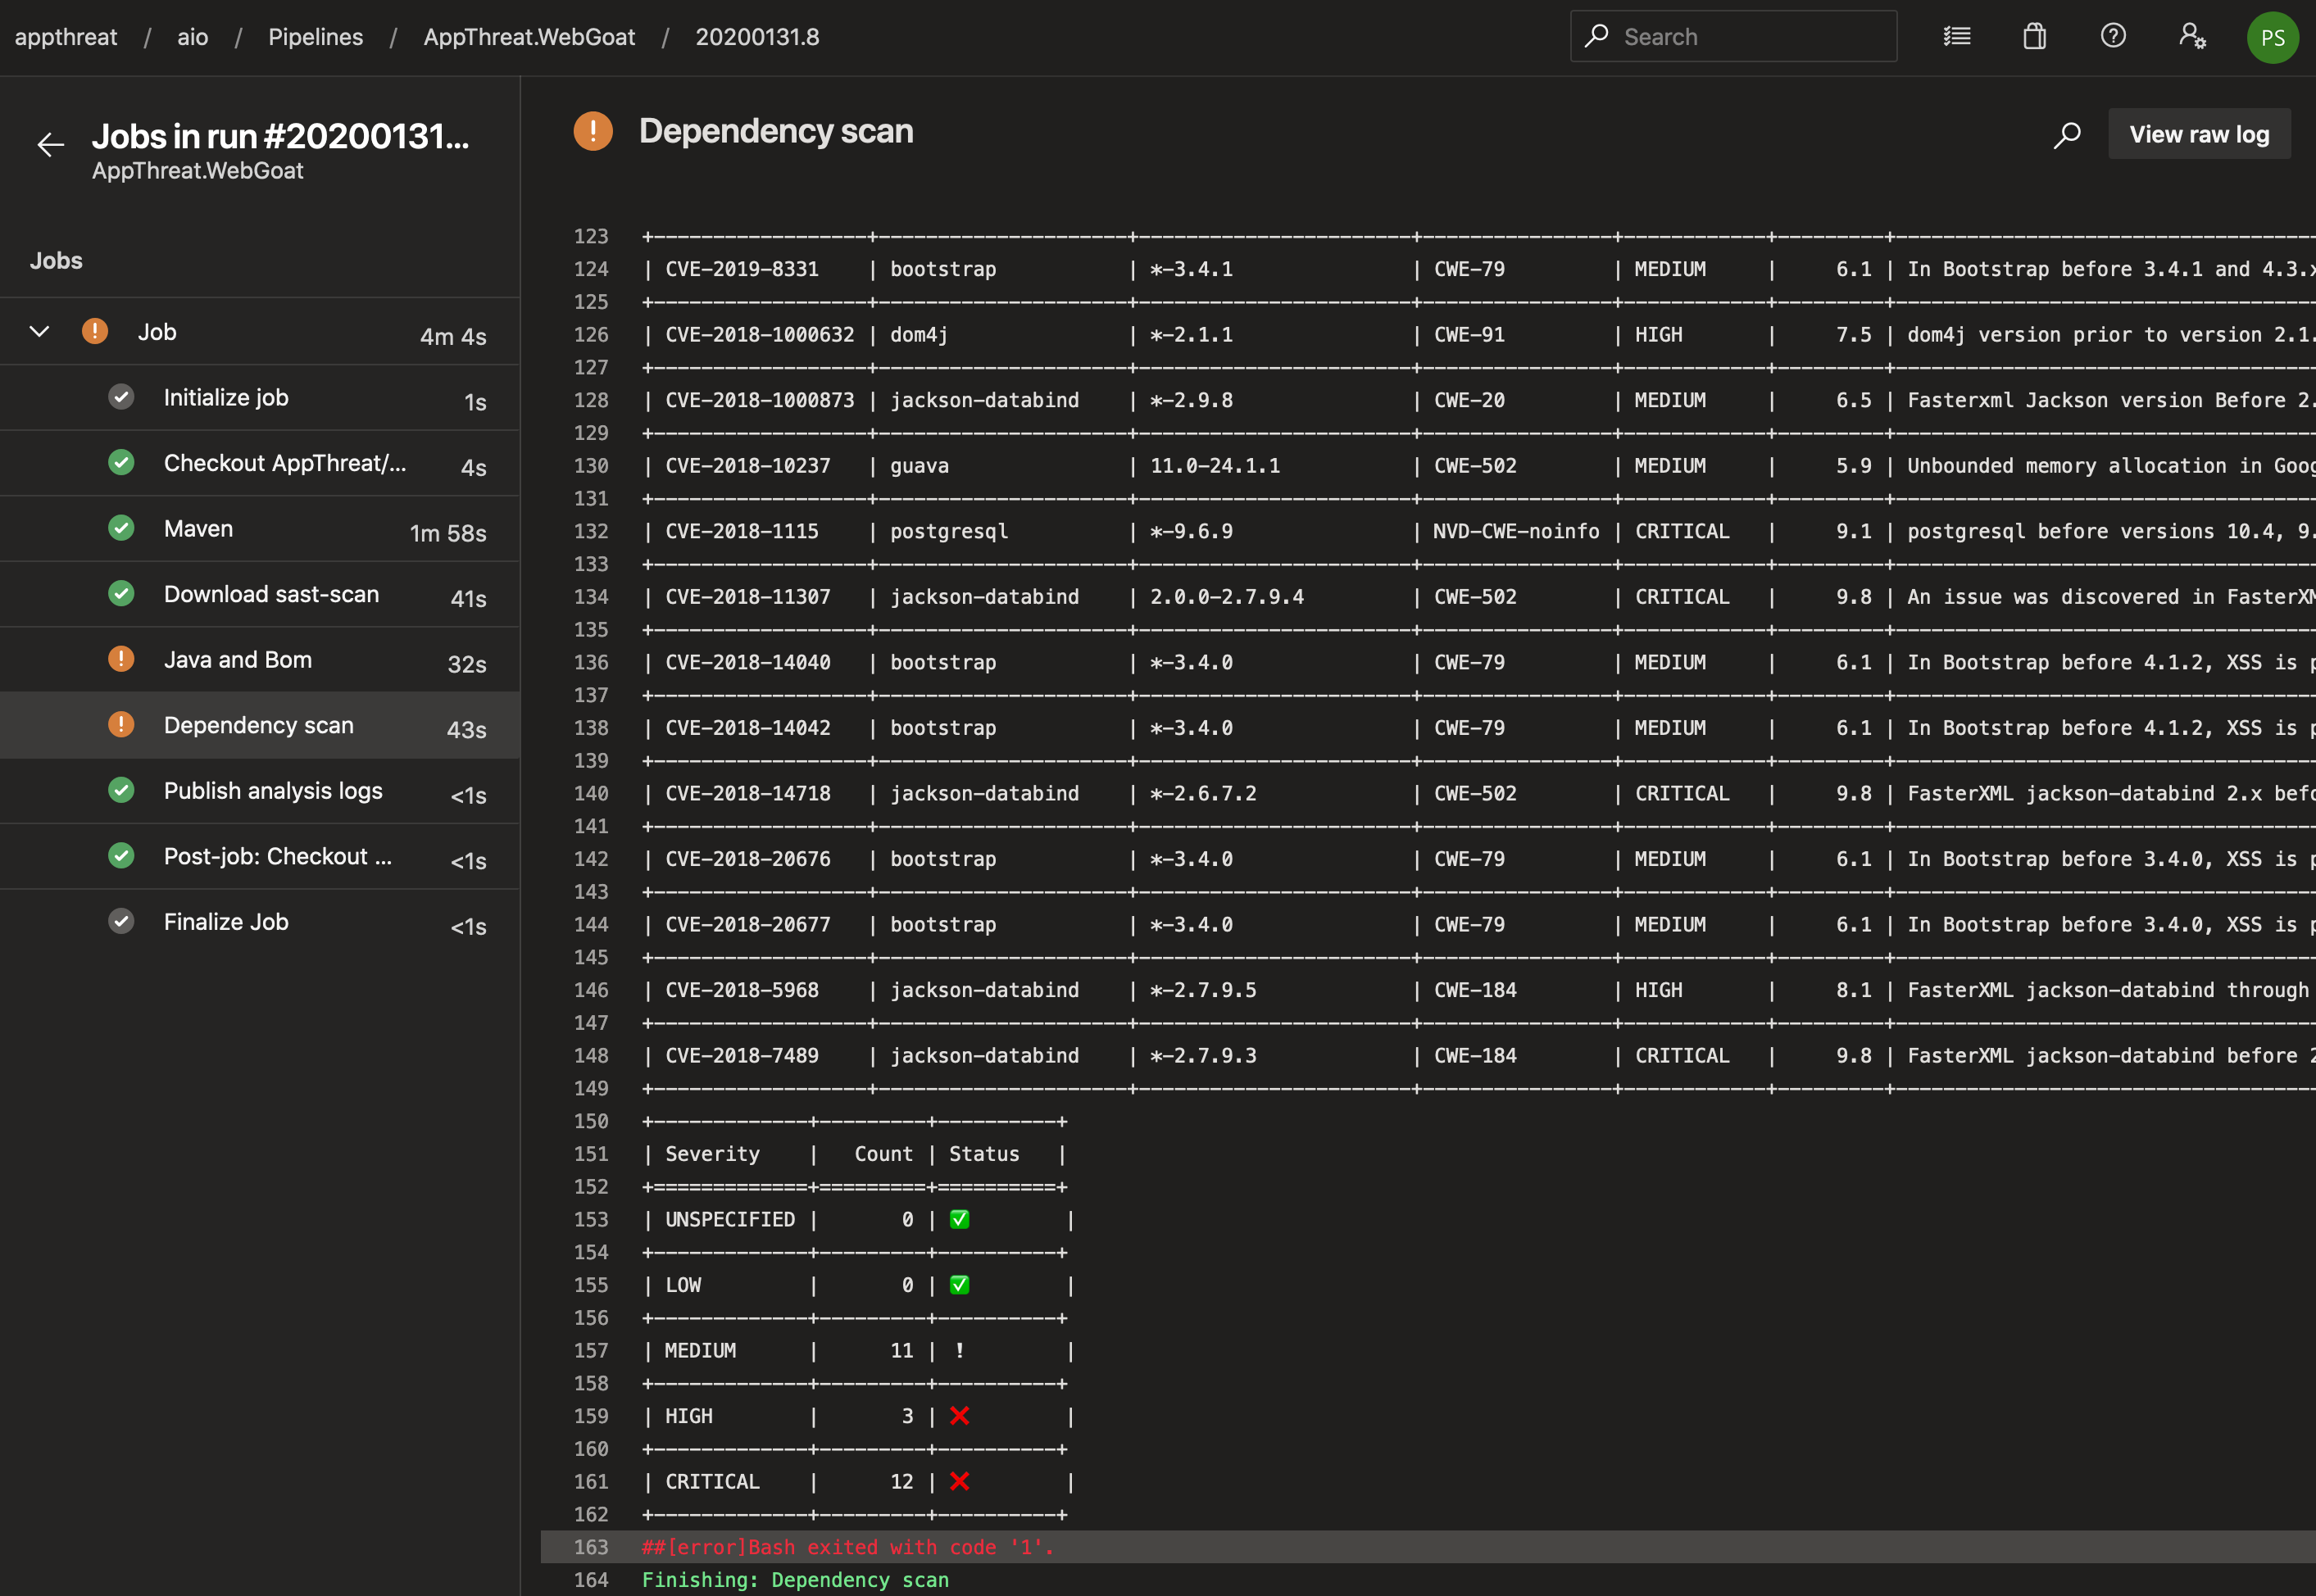 appthreat / aio / Pipelines / AppThreat.WebGoat / 20200131.8
Search
PS
Jobs in run #20200131...
AppThreat.WebGoat
Jobs
Job 4m 4s
Initialize job 1s
Checkout AppThreat/... 4s
Maven 1m 58s
Download sast-scan 41s
Java and Bom 32s
Dependency scan 43s
Publish analysis logs <1s
Post-job: Checkout ... <1s
Finalize Job <1s
Dependency scan
View raw log
123 +------------------+---------------------+-----------------------+----------------+------------+---------+------------------------------------
124 | CVE-2019-8331 | bootstrap | *-3.4.1 | CWE-79 | MEDIUM | 6.1 | In Bootstrap before 3.4.1 and 4.3.x
125 +------------------+---------------------+-----------------------+----------------+------------+---------+------------------------------------
126 | CVE-2018-1000632 | dom4j | *-2.1.1 | CWE-91 | HIGH | 7.5 | dom4j version prior to version 2.1.
127 +------------------+---------------------+-----------------------+----------------+------------+---------+------------------------------------
128 | CVE-2018-1000873 | jackson-databind | *-2.9.8 | CWE-20 | MEDIUM | 6.5 | Fasterxml Jackson version Before 2.
129 +------------------+---------------------+-----------------------+----------------+------------+---------+------------------------------------
130 | CVE-2018-10237 | guava | 11.0-24.1.1 | CWE-502 | MEDIUM | 5.9 | Unbounded memory allocation in Goog
131 +------------------+---------------------+-----------------------+----------------+------------+---------+------------------------------------
132 | CVE-2018-1115 | postgresql | *-9.6.9 | NVD-CWE-noinfo | CRITICAL | 9.1 | postgresql before versions 10.4, 9.
133 +------------------+---------------------+-----------------------+----------------+------------+---------+------------------------------------
134 | CVE-2018-11307 | jackson-databind | 2.0.0-2.7.9.4 | CWE-502 | CRITICAL | 9.8 | An issue was discovered in FasterXM
135 +------------------+---------------------+-----------------------+----------------+------------+---------+------------------------------------
136 | CVE-2018-14040 | bootstrap | *-3.4.0 | CWE-79 | MEDIUM | 6.1 | In Bootstrap before 4.1.2, XSS is p
137 +------------------+---------------------+-----------------------+----------------+------------+---------+------------------------------------
138 | CVE-2018-14042 | bootstrap | *-3.4.0 | CWE-79 | MEDIUM | 6.1 | In Bootstrap before 4.1.2, XSS is p
139 +------------------+---------------------+-----------------------+----------------+------------+---------+------------------------------------
140 | CVE-2018-14718 | jackson-databind | *-2.6.7.2 | CWE-502 | CRITICAL | 9.8 | FasterXML jackson-databind 2.x befo
141 +------------------+---------------------+-----------------------+----------------+------------+---------+------------------------------------
142 | CVE-2018-20676 | bootstrap | *-3.4.0 | CWE-79 | MEDIUM | 6.1 | In Bootstrap before 3.4.0, XSS is p
143 +------------------+---------------------+-----------------------+----------------+------------+---------+------------------------------------
144 | CVE-2018-20677 | bootstrap | *-3.4.0 | CWE-79 | MEDIUM | 6.1 | In Bootstrap before 3.4.0, XSS is p
145 +------------------+---------------------+-----------------------+----------------+------------+---------+------------------------------------
146 | CVE-2018-5968 | jackson-databind | *-2.7.9.5 | CWE-184 | HIGH | 8.1 | FasterXML jackson-databind through
147 +------------------+---------------------+-----------------------+----------------+------------+---------+------------------------------------
148 | CVE-2018-7489 | jackson-databind | *-2.7.9.3 | CWE-184 | CRITICAL | 9.8 | FasterXML jackson-databind before 2
149 +------------------+---------------------+-----------------------+----------------+------------+---------+------------------------------------
150 +-------------+---------+----------+
151 | Severity | Count | Status |
152 +=============+=========+==========+
153 | UNSPECIFIED | 0 | ✅ |
154 +-------------+---------+----------+
155 | LOW | 0 | ✅ |
156 +-------------+---------+----------+
157 | MEDIUM | 11 | ! |
158 +-------------+---------+----------+
159 | HIGH | 3 | ❌ |
160 +-------------+---------+----------+
161 | CRITICAL | 12 | ❌ |
162 +-------------+---------+----------+
163 ##[error]Bash exited with code '1'.
164 Finishing: Dependency scan